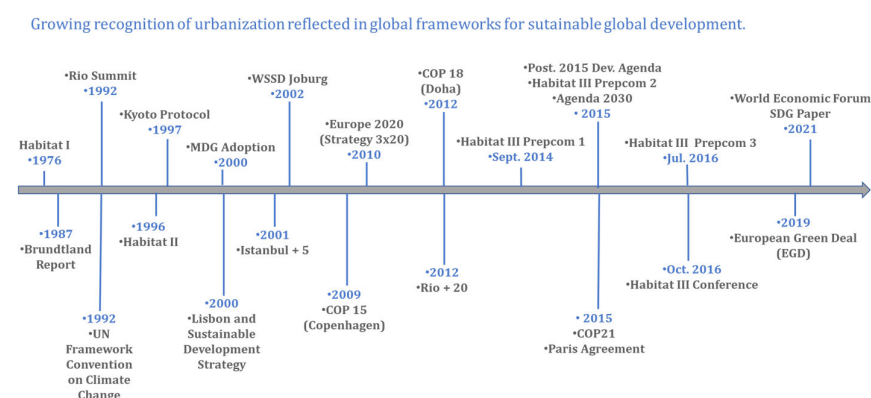 Growing recognition of urbanization reflected in global frameworks for sutainable global development.
Habitat I
•1976
•Rio Summit
•1992
•Kyoto Protocol
•1997
•MDG Adoption
•2000
•WSSD Joburg
•2002
•Europe 2020
(Strategy 3x20)
•2010
•COP 18
(Doha)
•2012
•Habitat III Prepcom 1
•Sept. 2014
•Post. 2015 Dev. Agenda
•Habitat III Prepcom 2
•Agenda 2030
• 2015
•Habitat III Prepcom 3
•Jul. 2016
•World Economic Forum
SDG Paper
•2021
•1987
•Brundtland
Report
•1992
•UN
Framework
Convention
on Climate
Change
•1996
•Habitat II
•2000
•Lisbon and
Sustainable
Development
Strategy
•2001
•Istanbul + 5
•2009
•COP 15
(Copenhagen)
•2012
•Rio + 20
• 2015
•COP21
•Paris Agreement
•Oct. 2016
•Habitat III Conference
•2019
•European Green Deal
(EGD)